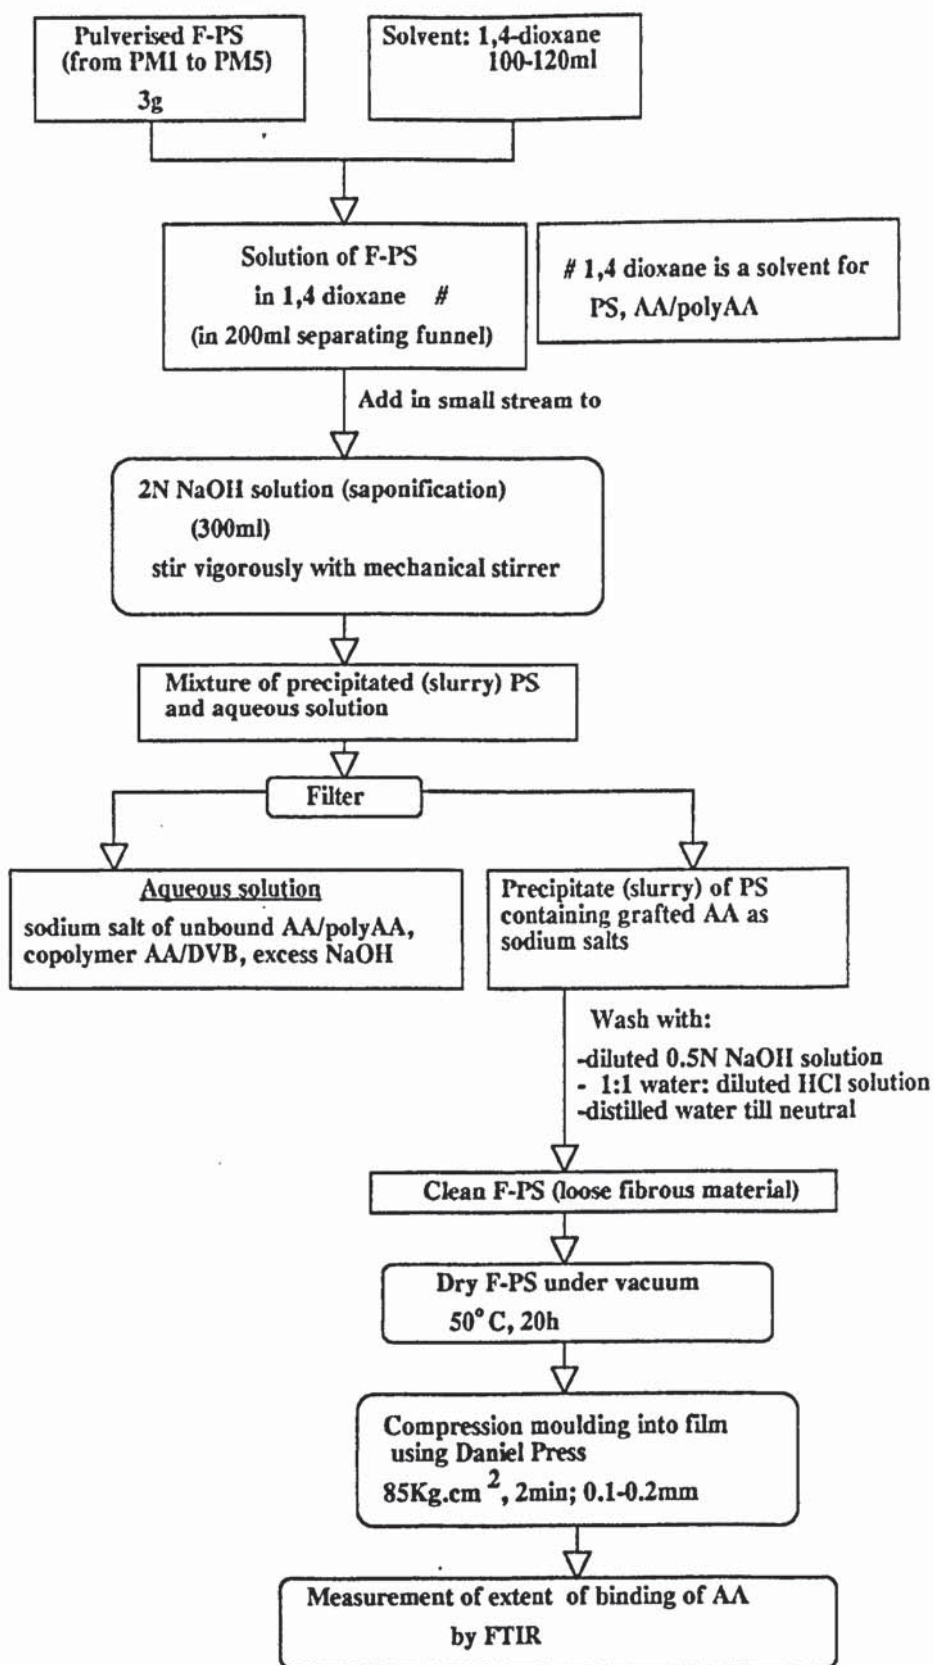 Pulverised F-PS
(from PM1 to PM5)
3g
Solvent: 1,4-dioxane
100-120ml
Solution of F-PS
in 1,4 dioxane #
(in 200ml separating funnel)
# 1,4 dioxane is a solvent for
PS, AA/polyAA
Add in small stream to
2N NaOH solution (saponification)
(300ml)
stir vigorously with mechanical stirrer
Mixture of precipitated (slurry) PS
and aqueous solution
Filter
Aqueous solution
sodium salt of unbound AA/polyAA,
copolymer AA/DVB, excess NaOH
Precipitate (slurry) of PS
containing grafted AA as
sodium salts
Wash with:
-diluted 0.5N NaOH solution
- 1:1 water: diluted HCl solution
-distilled water till neutral
Clean F-PS (loose fibrous material)
Dry F-PS under vacuum
50° C, 20h
Compression moulding into film
using Daniel Press
85Kg.cm², 2min; 0.1-0.2mm
Measurement of extent of binding of AA
by FTIR